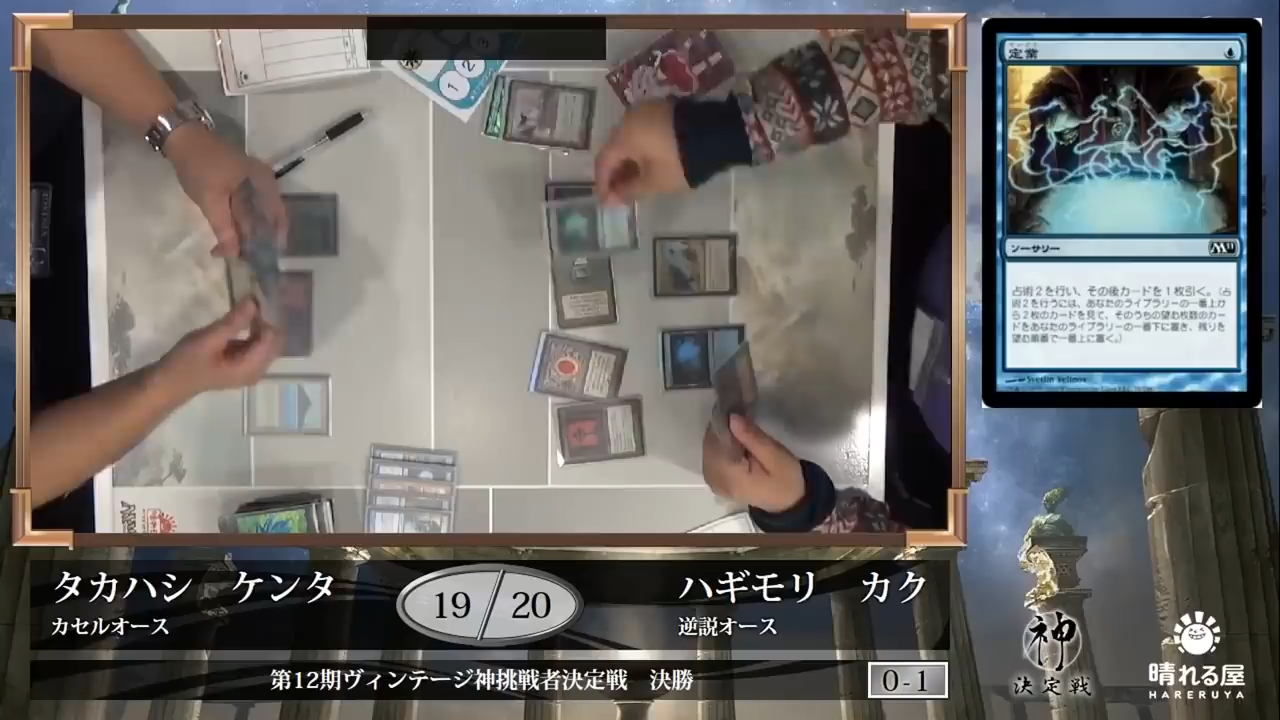 定業
ソーサリー
占術2を行い、その後カードを1枚引く。(占
術2を行うには、あなたのライブラリーの一番上か
ら2枚のカードを見て、そのうちの望む枚数のカー
ドをあなたのライブラリーの一番下に置き、残りを
望む順番で一番上に置く。)
1
2
3
タカハシ ケンタ
カセルオース
19 / 20
ハギモリ カク
逆説オース
第12期ヴィンテージ神挑戦者決定戦 決勝
0-1
神
決定戦
晴れる屋
HARERUYA